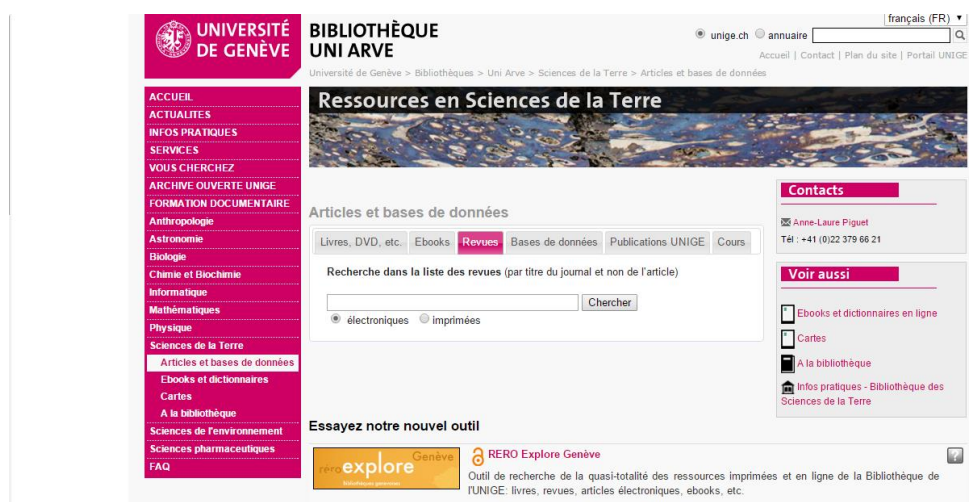 français (FR)
UNIVERSITÉ
DE GENÈVE
BIBLIOTHÈQUE
UNI ARVE
unige.ch annuaire
Accueil | Contact | Plan du site | Portail UNIGE
Université de Genève > Bibliothèques > Uni Arve > Sciences de la Terre > Articles et bases de données
ACCUEIL
ACTUALITES
INFOS PRATIQUES
SERVICES
VOUS CHERCHEZ
ARCHIVE OUVERTE UNIGE
FORMATION DOCUMENTAIRE
Anthropologie
Astronomie
Biologie
Chimie et Biochimie
Informatique
Mathématiques
Physique
Sciences de la Terre
Articles et bases de données
Ebooks et dictionnaires
Cartes
A la bibliothèque
Sciences de l'environnement
Sciences pharmaceutiques
FAQ
Ressources en Sciences de la Terre
Articles et bases de données
Livres, DVD, etc. Ebooks Revues Bases de données Publications UNIGE Cours
Recherche dans la liste des revues (par titre du journal et non de l'article)
Chercher
électroniques imprimées
Contacts
Anne-Laure Piguet
Tél : +41 (0)22 379 66 21
Voir aussi
Ebooks et dictionnaires en ligne
Cartes
A la bibliothèque
Infos pratiques - Bibliothèque des
Sciences de la Terre
Essayez notre nouvel outil
Genève
rero explore
Bibliothèques genevoises
RERO Explore Genève
?
Outil de recherche de la quasi-totalité des ressources imprimées et en ligne de la Bibliothèque de
l'UNIGE: livres, revues, articles électroniques, ebooks, etc.